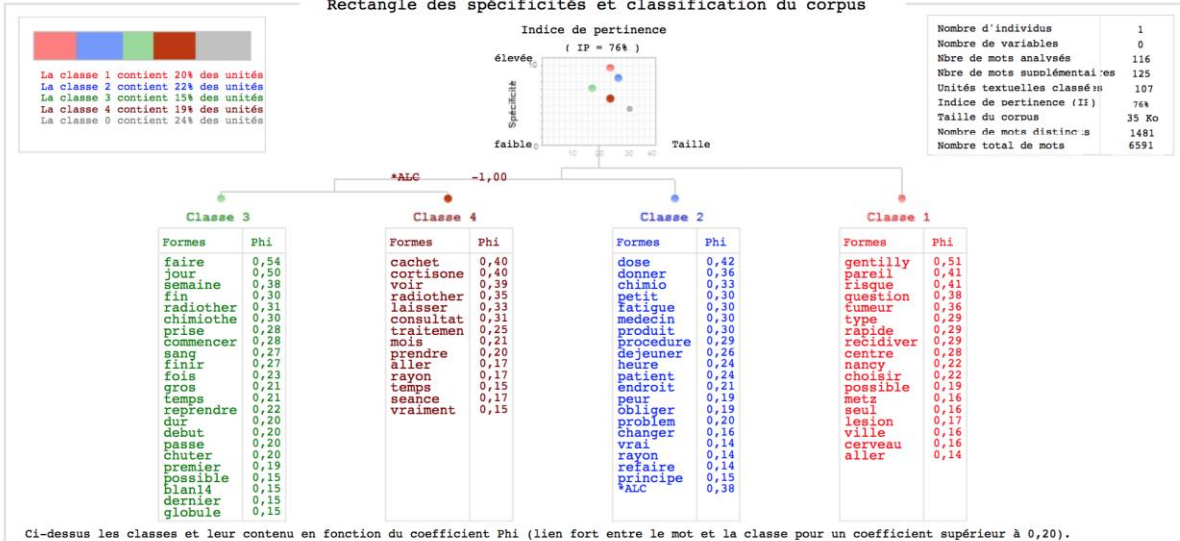 Rectangle des spécificités et classification du corpus
La classe 1 contient 20% des unités
La classe 2 contient 22% des unités
La classe 3 contient 15% des unités
La classe 4 contient 19% des unités
La classe 0 contient 24% des unités
Indice de pertinence
( IP = 76% )
élevée
10
Spécificité
faible
0
10 20 30 40
Taille
Nombre d'individus 1
Nombre de variables 0
Nbre de mots analysés 116
Nbre de mots supplémentaires 125
Unités textuelles classées 107
Indice de pertinence (IP) 76%
Taille du corpus 35 Ko
Nombre de mots distincts 1481
Nombre total de mots 6591
*ALC -1,00
Classe 3
Formes Phi
faire 0,54
jour 0,50
semaine 0,38
fin 0,30
radiother 0,31
chimiothe 0,30
prise 0,28
commencer 0,28
sang 0,27
finir 0,27
fois 0,23
gros 0,21
temps 0,21
reprendre 0,22
dur 0,20
debut 0,20
passe 0,20
chuter 0,20
premier 0,19
possible 0,15
blan14 0,15
dernier 0,15
globule 0,15
Classe 4
Formes Phi
cachet 0,40
cortisone 0,40
voir 0,39
radiother 0,35
laisser 0,33
consultat 0,31
traitemen 0,25
mois 0,21
prendre 0,20
aller 0,17
rayon 0,17
temps 0,15
seance 0,17
vraiment 0,15
Classe 2
Formes Phi
dose 0,42
donner 0,36
chimio 0,33
petit 0,30
fatigue 0,30
medecin 0,30
produit 0,30
procedure 0,29
dejeuner 0,26
heure 0,24
patient 0,24
endroit 0,21
peur 0,19
obliger 0,19
problem 0,20
changer 0,16
vrai 0,14
rayon 0,14
refaire 0,14
principe 0,15
*ALC 0,38
Classe 1
Formes Phi
gentilly 0,51
pareil 0,41
risque 0,41
question 0,38
tumeur 0,36
type 0,29
rapide 0,29
recidiver 0,29
centre 0,28
nancy 0,22
choisir 0,22
possible 0,19
metz 0,16
seul 0,16
lesion 0,17
ville 0,16
cerveau 0,16
aller 0,14
Ci-dessus les classes et leur contenu en fonction du coefficient Phi (lien fort entre le mot et la classe pour un coefficient supérieur à 0,20).